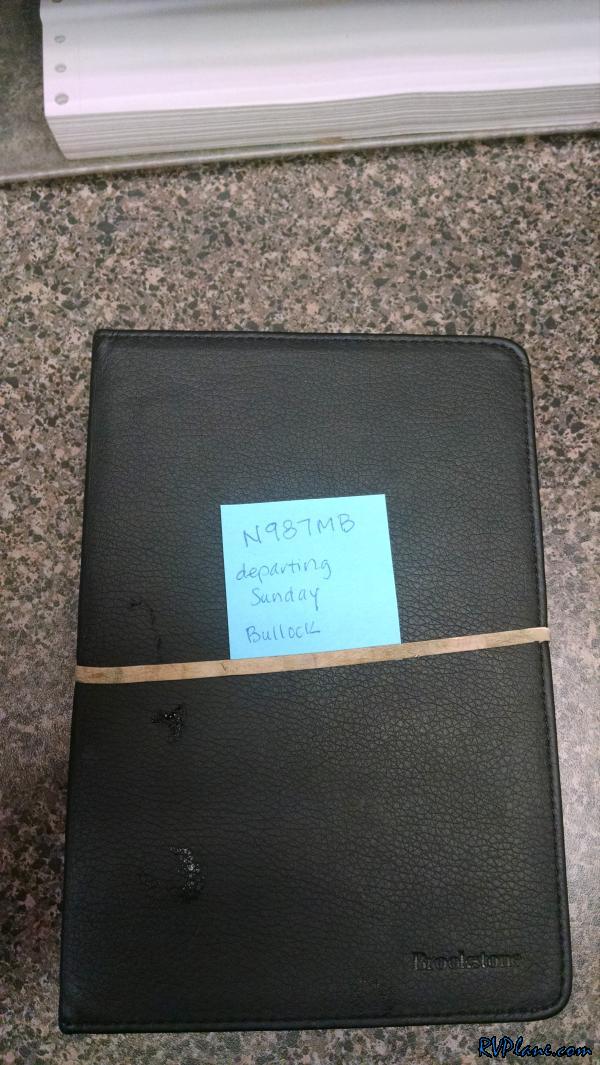 N987MB
departing
Sunday
Bullock
Brookstone
RVPlane.com